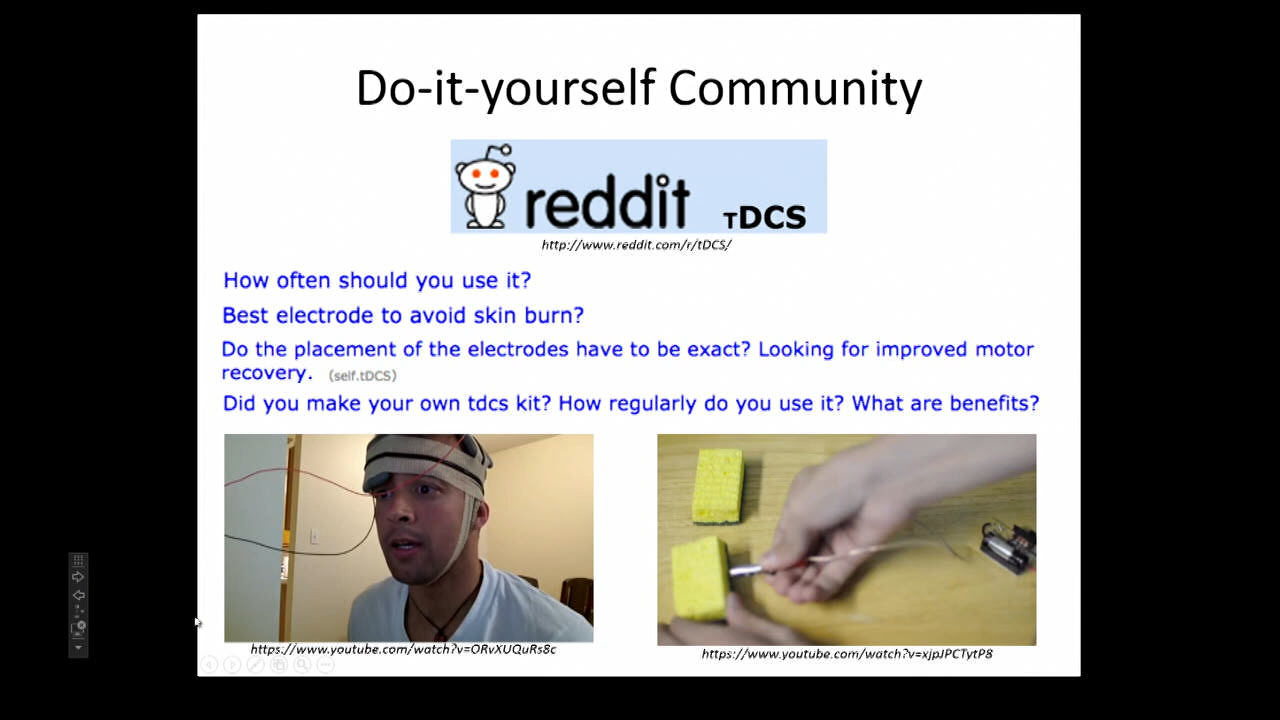 Do-it-yourself Community
reddit TDCS
http://www.reddit.com/r/tDCS/
How often should you use it?
Best electrode to avoid skin burn?
Do the placement of the electrodes have to be exact? Looking for improved motor
recovery. (self.tDCS)
Did you make your own tdcs kit? How regularly do you use it? What are benefits?
https://www.youtube.com/watch?v=ORvXUQuRs8c
https://www.youtube.com/watch?v=xjpJPCTytP8